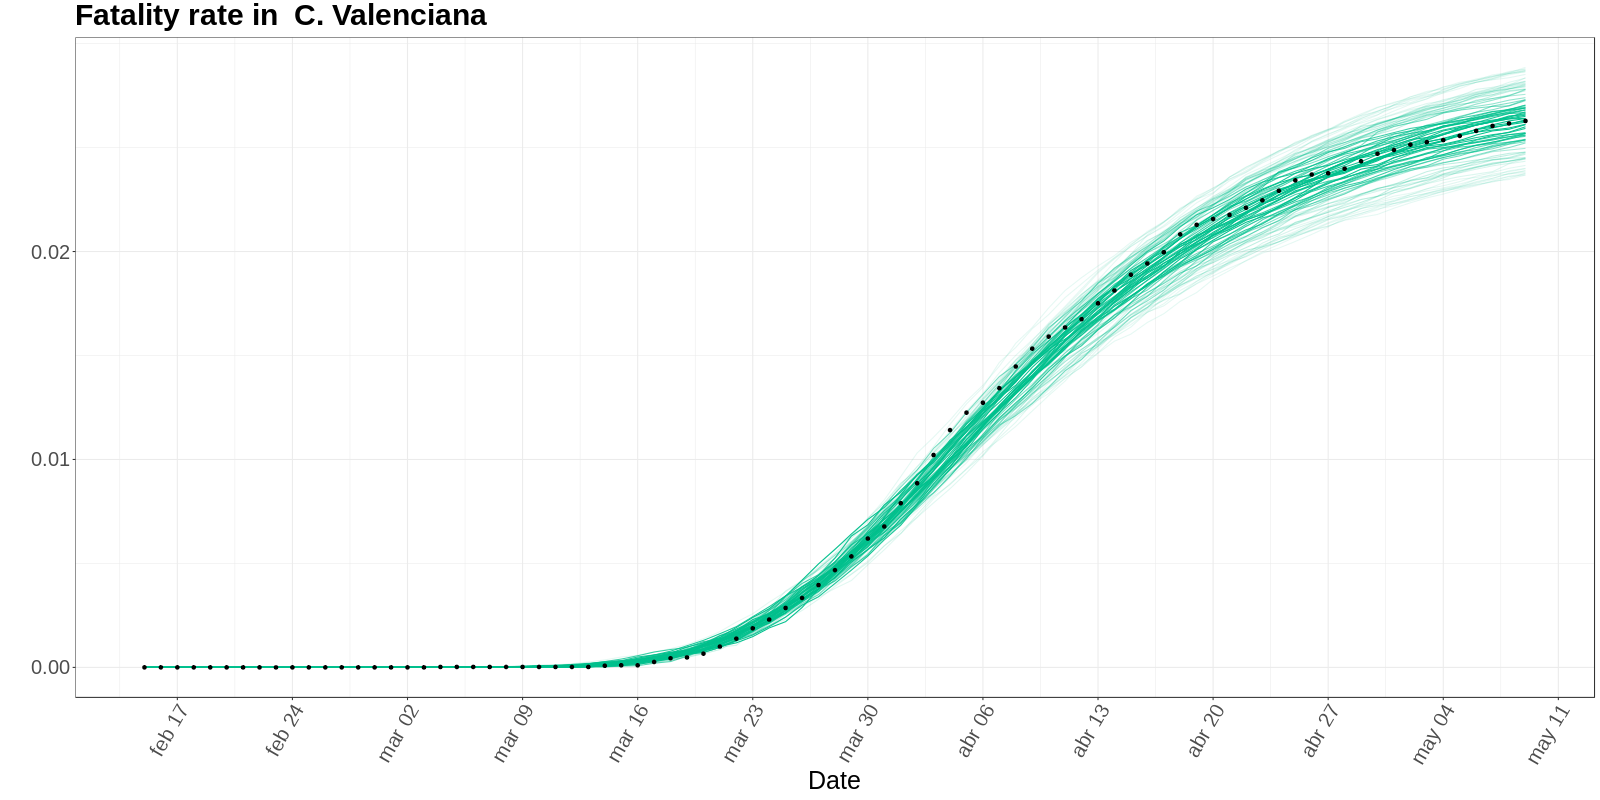 Fatality rate in  C. Valenciana
0.02
0.01
0.00
feb 17
feb 24
mar 02
mar 09
mar 16
mar 23
mar 30
abr 06
abr 13
abr 20
abr 27
may 04
may 11
Date